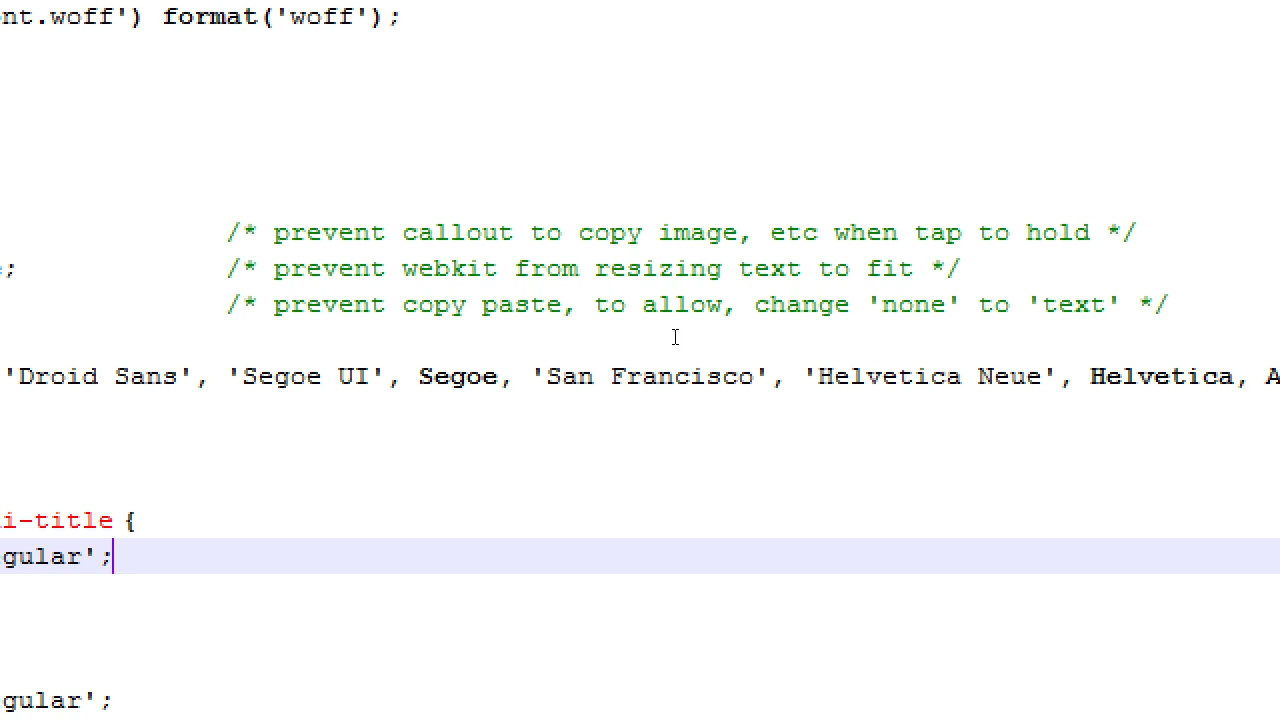 nt.woff') format('woff');
/* prevent callout to copy image, etc when tap to hold */
; /* prevent webkit from resizing text to fit */
/* prevent copy paste, to allow, change 'none' to 'text' */
'Droid Sans', 'Segoe UI', Segoe, 'San Francisco', 'Helvetica Neue', Helvetica, A
i-title {
gular';
gular';